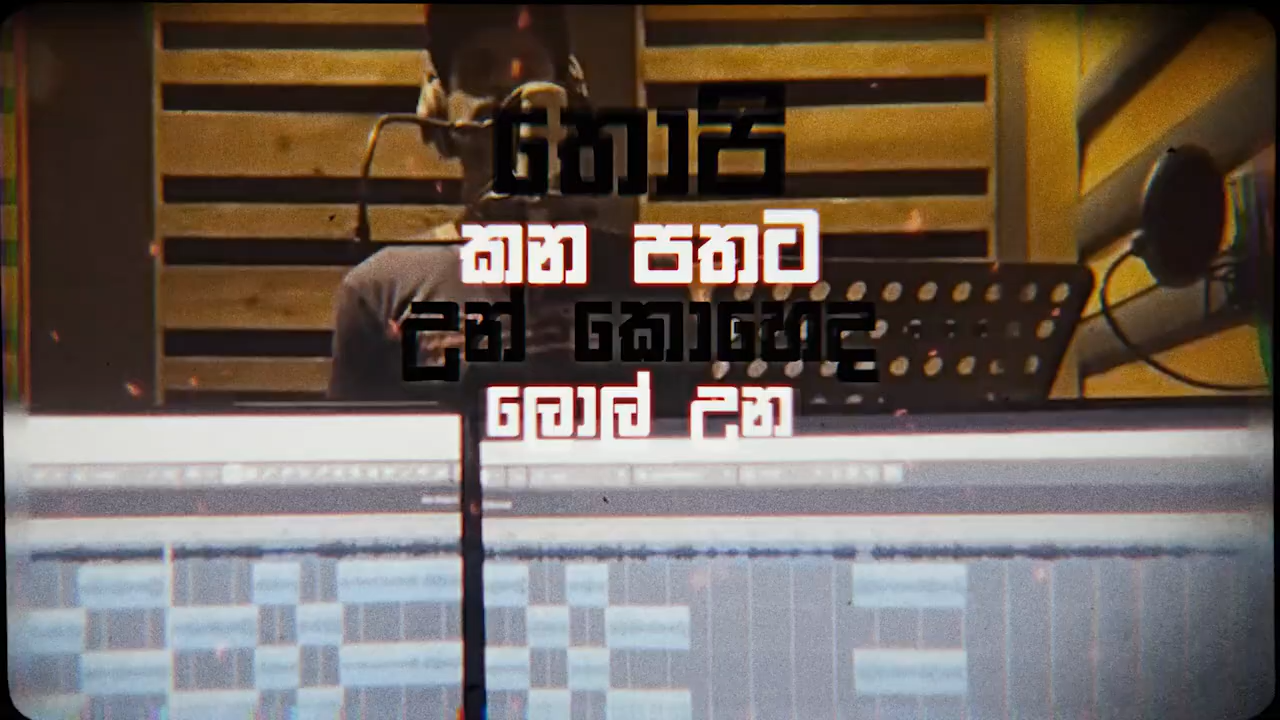 තොපි
කන පතට
උන් කොහෙද
ලොල් උන